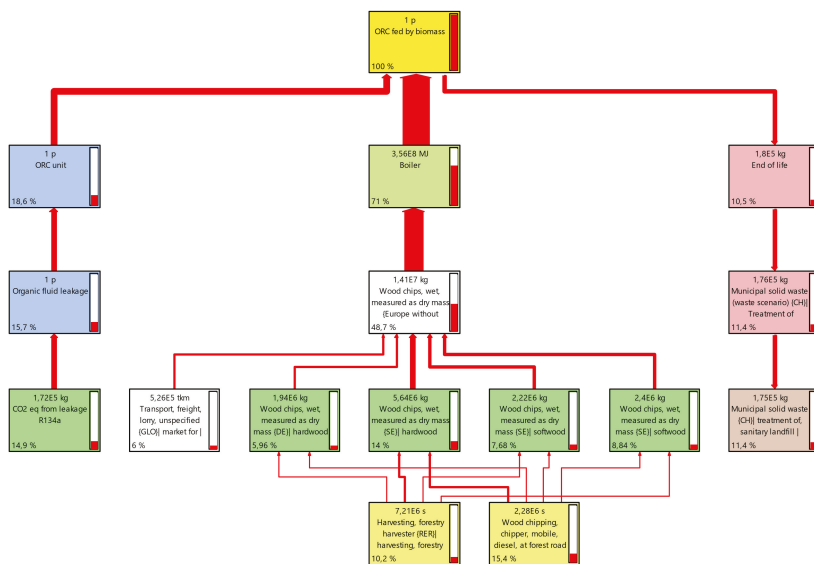 1 p
ORC fed by biomass
100 %
1 p
ORC unit
18,6 %
3,56E8 MJ
Boiler
71 %
1,8E5 kg
End of life
10,5 %
1 p
Organic fluid leakage
15,7 %
1,41E7 kg
Wood chips, wet,
measured as dry mass
{Europe without
48,7 %
1,76E5 kg
Municipal solid waste
(waste scenario) {CH}|
Treatment of
11,4 %
1,72E5 kg
CO2 eq from leakage
R134a
14,9 %
5,26E5 tkm
Transport, freight,
lorry, unspecified
{GLO}| market for |
6 %
1,94E6 kg
Wood chips, wet,
measured as dry
mass {DE}| hardwood
5,96 %
5,64E6 kg
Wood chips, wet,
measured as dry
mass {SE}| hardwood
14 %
2,22E6 kg
Wood chips, wet,
measured as dry
mass {SE}| softwood
7,68 %
2,4E6 kg
Wood chips, wet,
measured as dry
mass {SE}| softwood
8,84 %
1,75E5 kg
Municipal solid waste
{CH}| treatment of,
sanitary landfill |
11,4 %
7,21E6 s
Harvesting, forestry
harvester {RER}|
harvesting, forestry
10,2 %
2,28E6 s
Wood chipping,
chipper, mobile,
diesel, at forest road
15,4 %